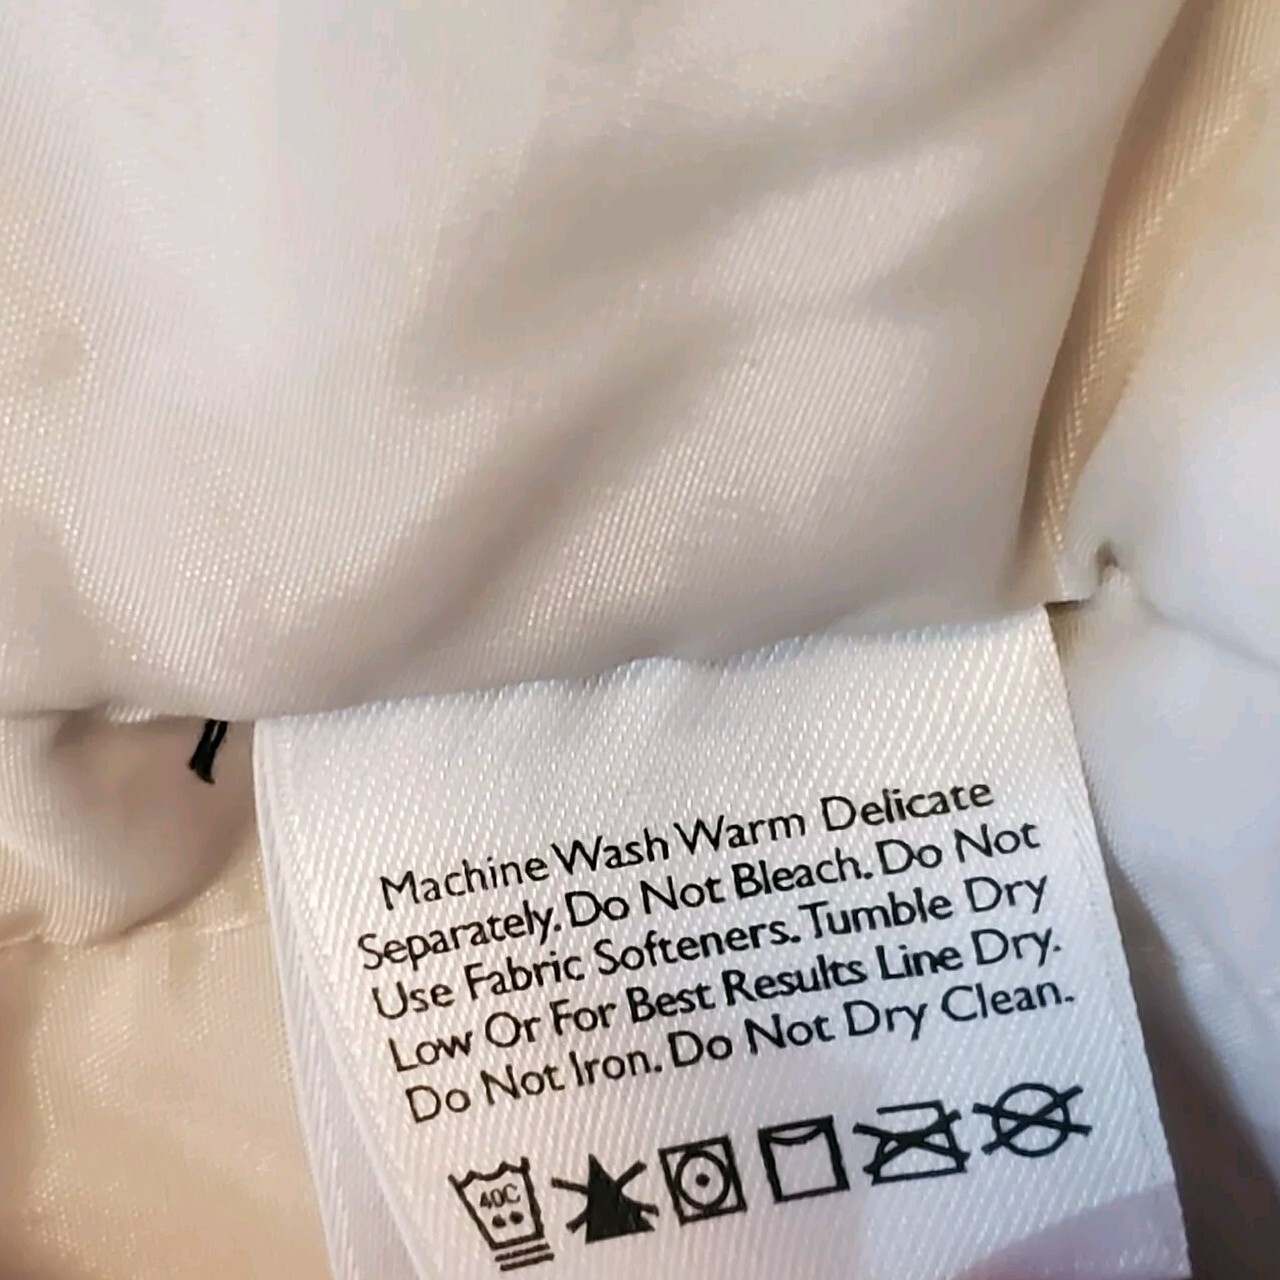 Machine Wash Warm Delicate
Separately. Do Not Bleach. Do Not
Use Fabric Softeners. Tumble Dry
Low Or For Best Results Line Dry.
Do Not Iron. Do Not Dry Clean.
40C